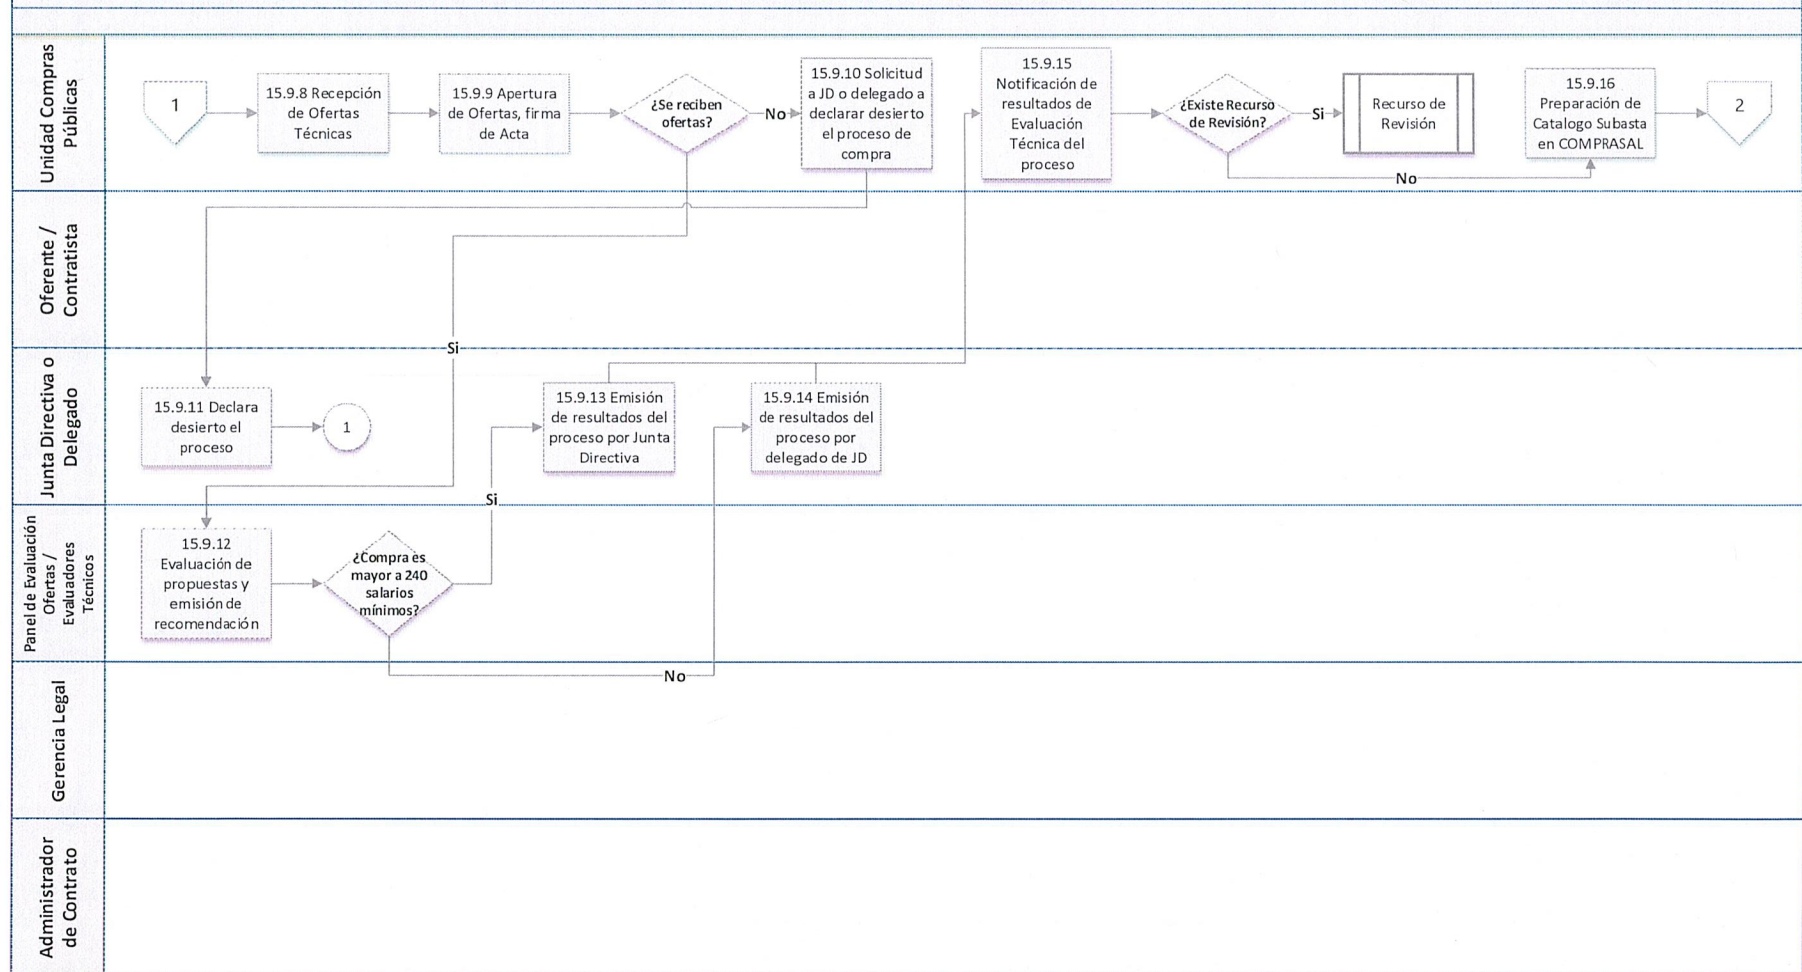 Unidad Compras
Públicas
1
15.9.8 Recepción
de Ofertas
Técnicas
15.9.9 Apertura
de Ofertas, firma
de Acta
¿Se reciben
ofertas?
No
15.9.10 Solicitud
a JD o delegado a
declarar desierto
el proceso de
compra
15.9.15
Notificación de
resultados de
Evaluación
Técnica del
proceso
¿Existe Recurso
de Revisión?
Si
Recurso de
Revisión
No
15.9.16
Preparación de
Catalogo Subasta
en COMPRASAL
2
Oferente /
Contratista
Si
Junta Directiva o
Delegado
15.9.11 Declara
desierto el
proceso
1
15.9.13 Emisión
de resultados del
proceso por Junta
Directiva
15.9.14 Emisión
de resultados del
proceso por
delegado de JD
Si
Panel de Evaluación
Ofertas /
Evaluadores
Técnicos
15.9.12
Evaluación de
propuestas y
emisión de
recomendación
¿Compra es
mayor a 240
salarios
mínimos?
No
Gerencia Legal
Administrador
de Contrato